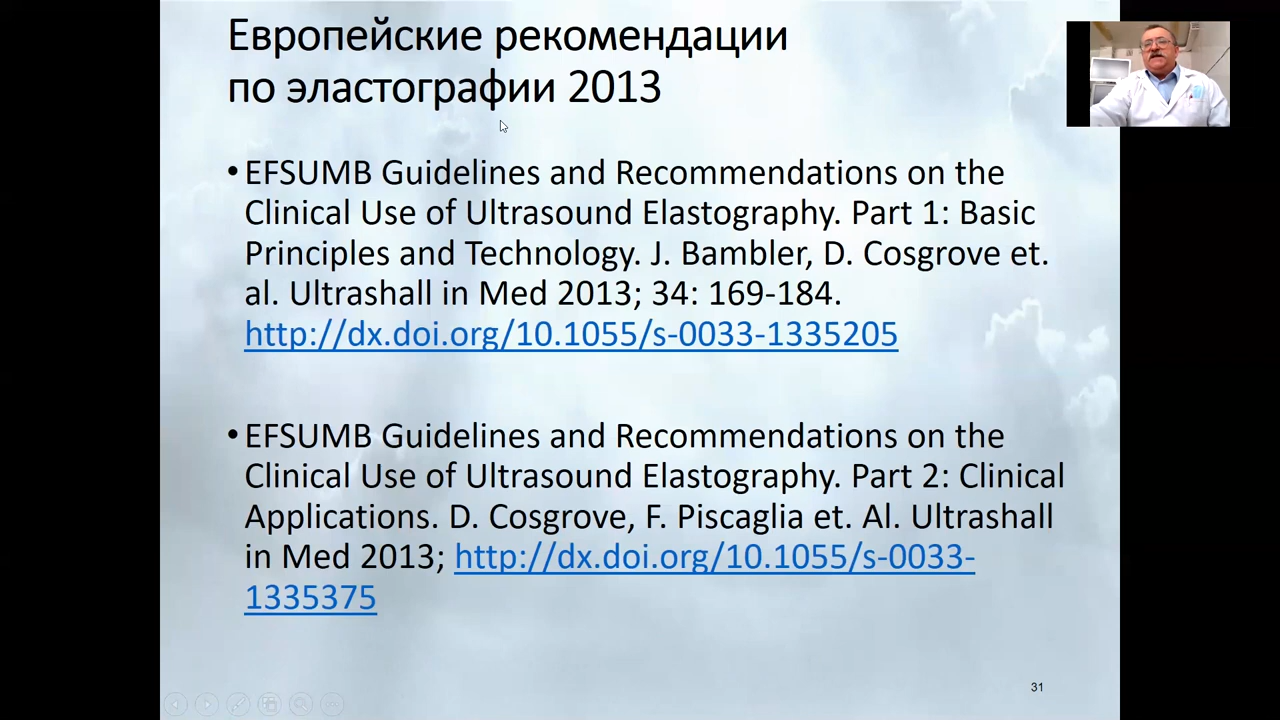 Европейские рекомендации
по эластографии 2013
• EFSUMB Guidelines and Recommendations on the
Clinical Use of Ultrasound Elastography. Part 1: Basic
Principles and Technology. J. Bambler, D. Cosgrove et.
al. Ultrashall in Med 2013; 34: 169-184.
http://dx.doi.org/10.1055/s-0033-1335205
• EFSUMB Guidelines and Recommendations on the
Clinical Use of Ultrasound Elastography. Part 2: Clinical
Applications. D. Cosgrove, F. Piscaglia et. Al. Ultrashall
in Med 2013; http://dx.doi.org/10.1055/s-0033-
1335375
31